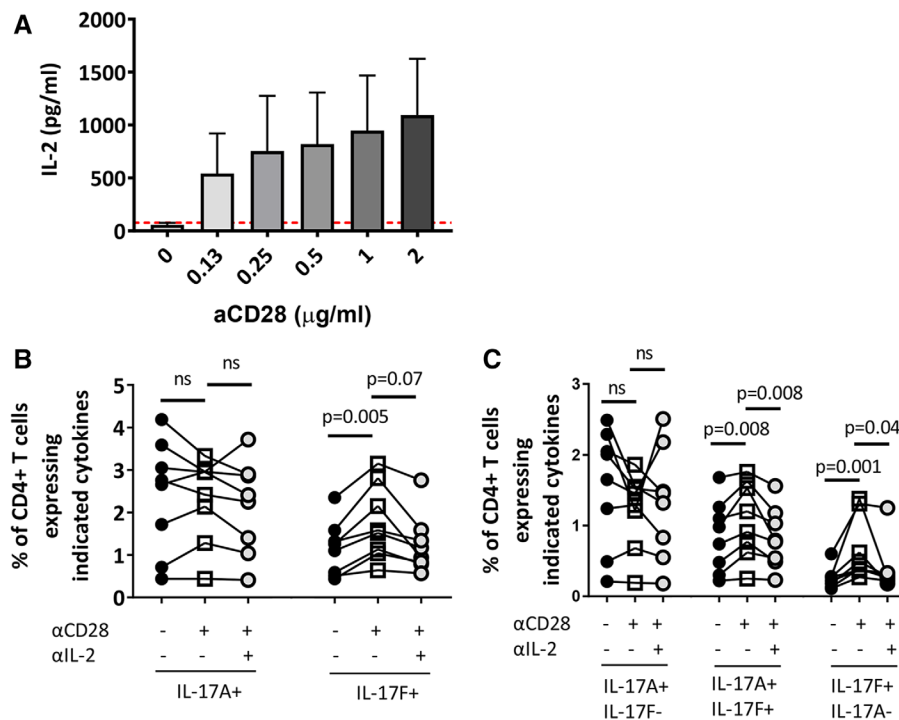 A
2000
1500
1000
500
0
IL-2 (pg/ml)
0 0.13 0.25 0.5 1 2
aCD28 (μg/ml)
B
% of CD4+ T cells
expressing
indicated cytokines
5
4
3
2
1
0
ns
ns
p=0.005
p=0.07
αCD28 - + + - + +
αIL-2 - - + - - +
IL-17A+ IL-17F+
C
% of CD4+ T cells
expressing
indicated cytokines
3
2
1
0
ns
ns
p=0.008
p=0.008
p=0.04
p=0.001
αCD28 - + + - + + - + +
αIL-2 - - + - - + - - +
IL-17A+ IL-17A+ IL-17F+
IL-17F- IL-17F+ IL-17A-